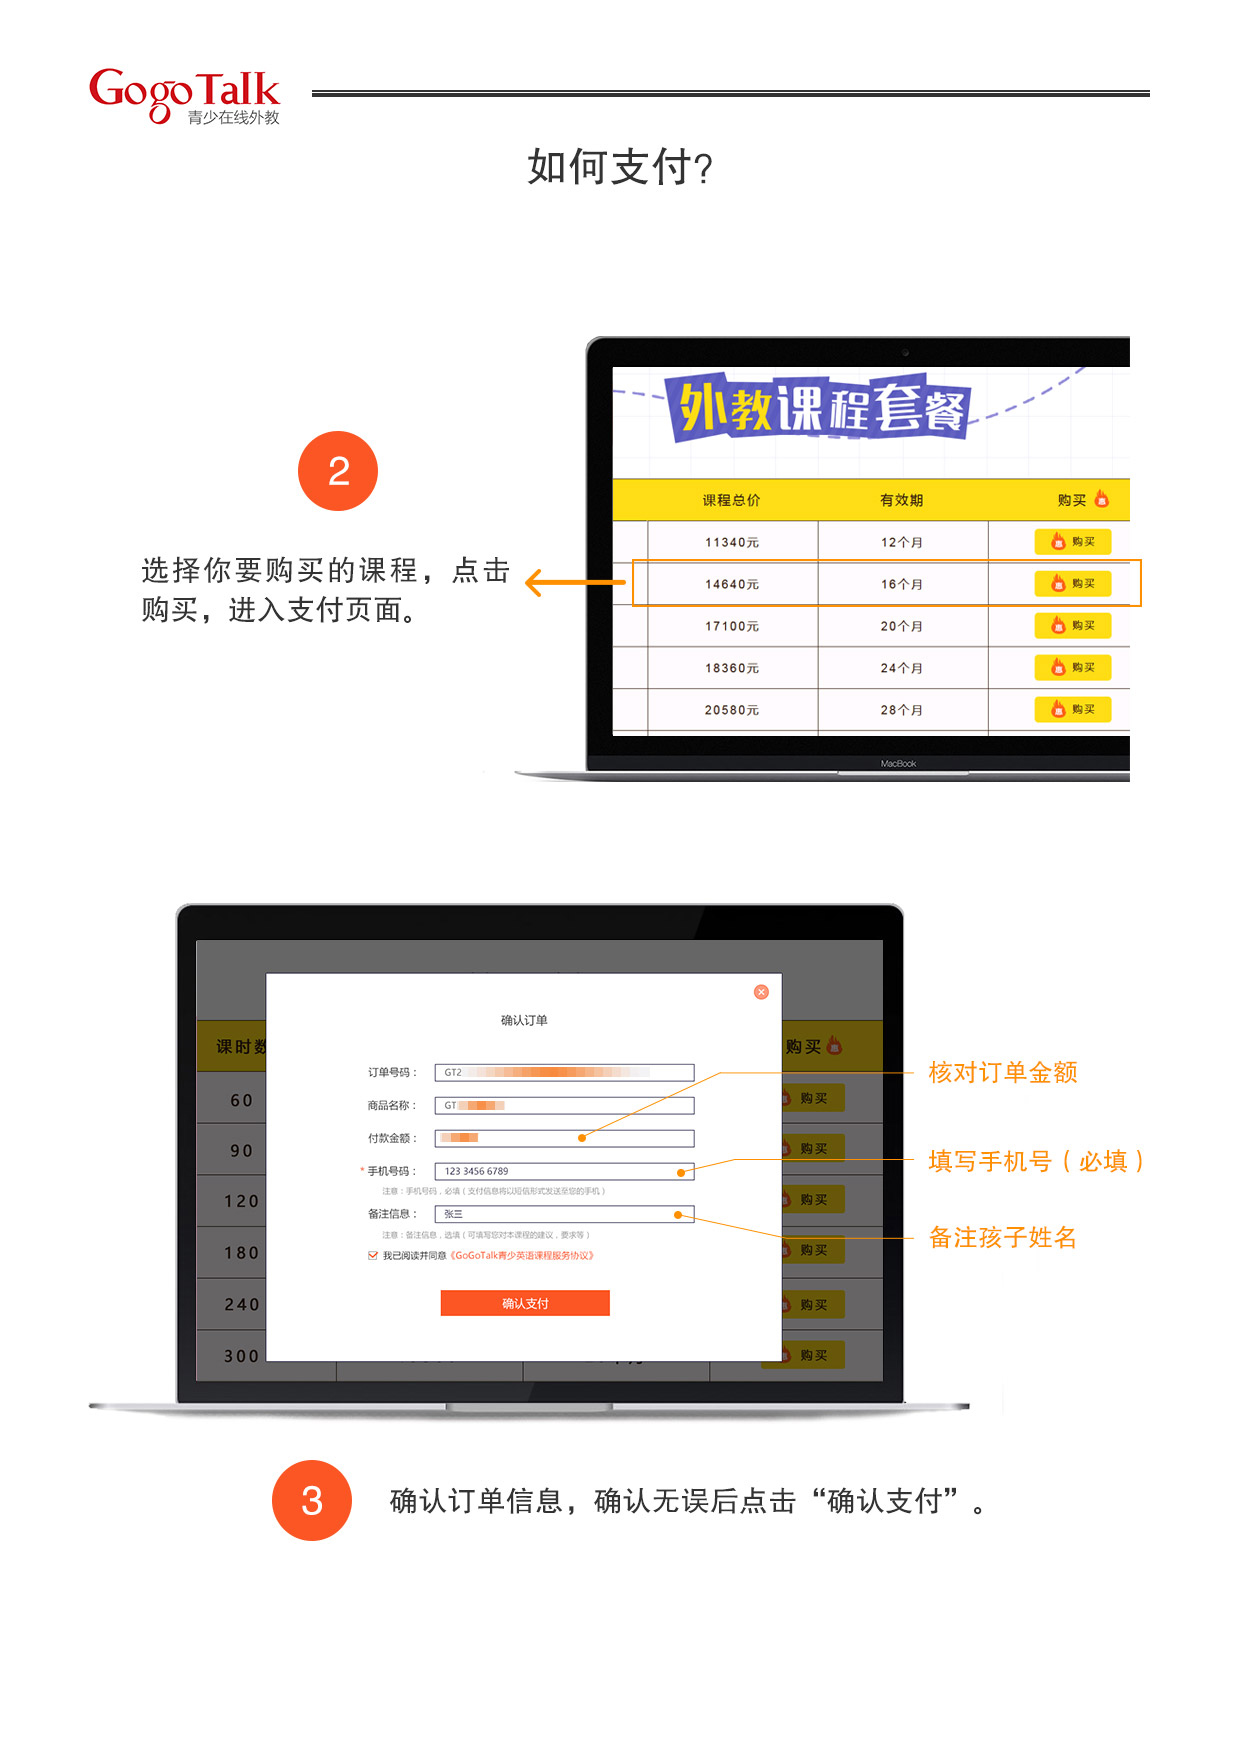 GogoTalk
青少在线外教
如何支付?
2
选择你要购买的课程，点击
购买，进入支付页面。
外教课程套餐
课程总价 有效期 购买 惠
11340元 12个月 惠 购买
14640元 16个月 惠 购买
17100元 20个月 惠 购买
18360元 24个月 惠 购买
20580元 28个月 惠 购买
MacBook
确认订单
课时数 购买 惠
订单号码： GT2
核对订单金额
60 购买
商品名称： GT
付款金额：
90 购买
* 手机号码： 123 3456 6789
填写手机号（必填）
注意：手机号码，必填（支付信息将以短信形式发送至您的手机）
120 购买
备注信息： 张三
备注孩子姓名
注意：备注信息，选填（可填写您对本课程的建议，要求等）
180 购买
我已阅读并同意《GoGoTalk青少英语课程服务协议》
240 购买
确认支付
300 购买
3
确认订单信息，确认无误后点击“确认支付”。